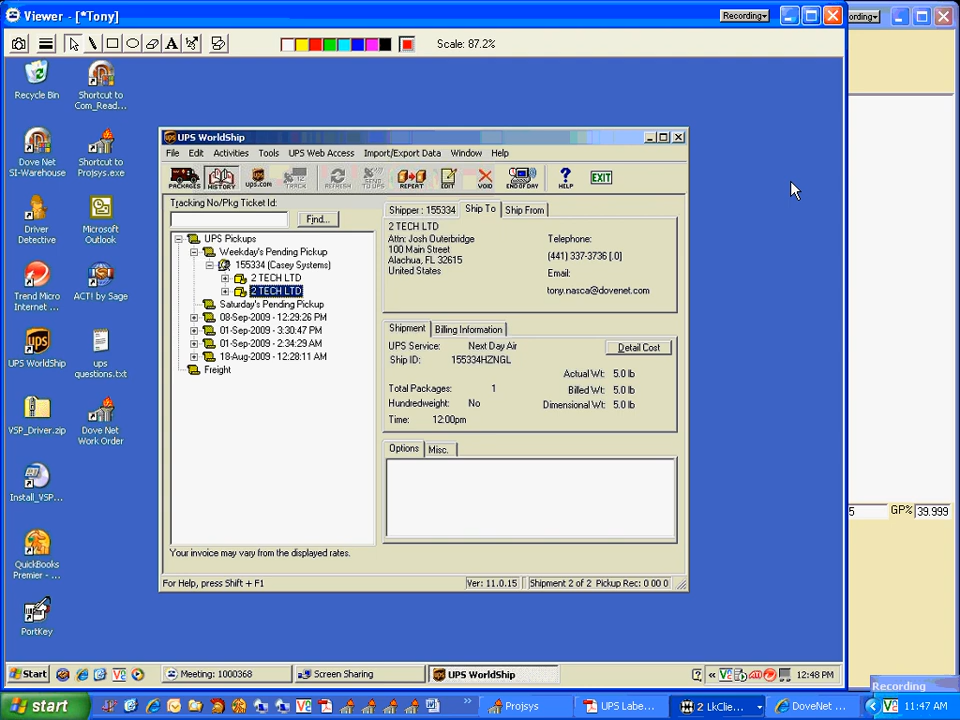 Viewer - [*Tony]
Recording
ording
Scale: 87.2%
Recycle Bin
Shortcut to Com_Read...
Dove Net SI-Warehouse
Shortcut to Projsys.exe
Driver Detective
Microsoft Outlook
Trend Micro Internet ...
ACT! by Sage
UPS WorldShip
ups questions.txt
VSP_Driver.zip
Dove Net Work Order
Install_VSP...
QuickBooks Premier - ...
PortKey
UPS WorldShip
File Edit Activities Tools UPS Web Access Import/Export Data Window Help
PACKAGES HISTORY ups.com TRACK REFRESH SEND TO UPS REPEAT EDIT VOID END OF DAY HELP EXIT
Tracking No/Pkg Ticket Id:
Find...
UPS Pickups
Weekday's Pending Pickup
155334 (Casey Systems)
2 TECH LTD
2 TECH LTD
Saturday's Pending Pickup
08-Sep-2009 - 12:29:26 PM
01-Sep-2009 - 3:30:47 PM
01-Sep-2009 - 2:34:29 AM
18-Aug-2009 - 12:28:11 AM
Freight
Shipper : 155334 Ship To Ship From
2 TECH LTD
Attn: Josh Outerbridge
100 Main Street
Alachua, FL 32615
United States
Telephone:
(441) 337-3736 [.0]
Email:
tony.nasca@dovenet.com
Shipment Billing Information
UPS Service: Next Day Air
Detail Cost
Ship ID: 155334HZNGL
Actual Wt: 5.0 lb
Total Packages: 1
Billed Wt: 5.0 lb
Hundredweight: No
Dimensional Wt: 5.0 lb
Time: 12:00pm
Options Misc.
Your invoice may vary from the displayed rates.
For Help, press Shift + F1
Ver: 11.0.15 Shipment 2 of 2 Pickup Rec: 0 0 0
5 GP% 39.999
Start Meeting: 1000368 Screen Sharing UPS WorldShip 12:48 PM
Recording
start Projsys UPS Labe... 2 LkClie... DoveNet ... 11:47 AM